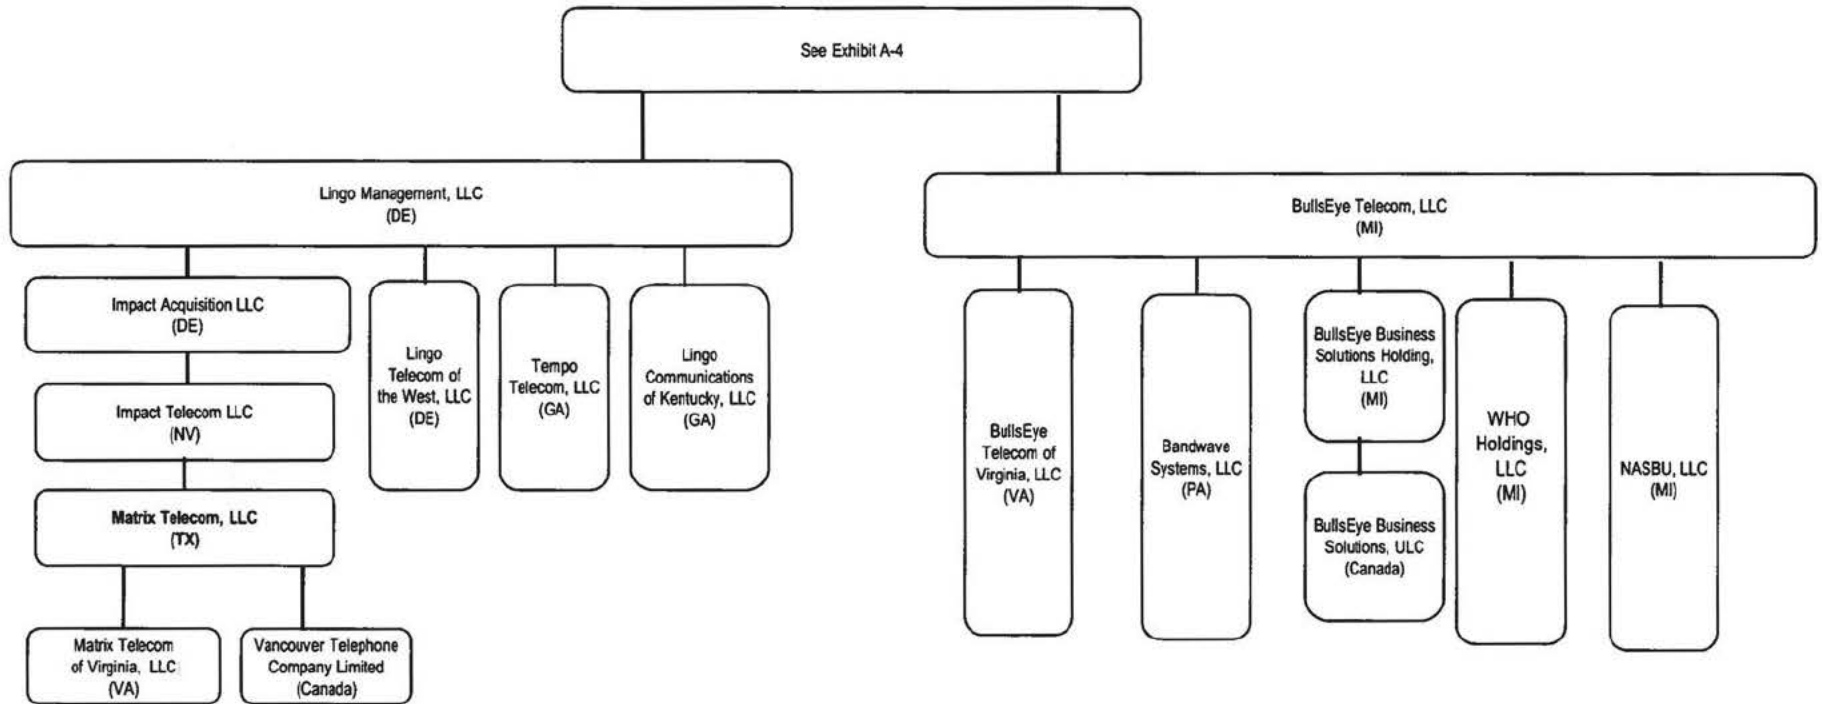 See Exhibit A-4
Lingo Management, LLC
(DE)
BullsEye Telecom, LLC
(MI)
Impact Acquisition LLC
(DE)
Impact Telecom LLC
(NV)
Matrix Telecom, LLC
(TX)
Matrix Telecom
of Virginia, LLC
(VA)
Vancouver Telephone
Company Limited
(Canada)
Lingo
Telecom of
the West, LLC
(DE)
Tempo
Telecom, LLC
(GA)
Lingo
Communications
of Kentucky, LLC
(GA)
BullsEye
Telecom of
Virginia, LLC
(VA)
Bandwave
Systems, LLC
(PA)
BullsEye Business
Solutions Holding,
LLC
(MI)
BullsEye Business
Solutions, ULC
(Canada)
WHO
Holdings,
LLC
(MI)
NASBU, LLC
(MI)